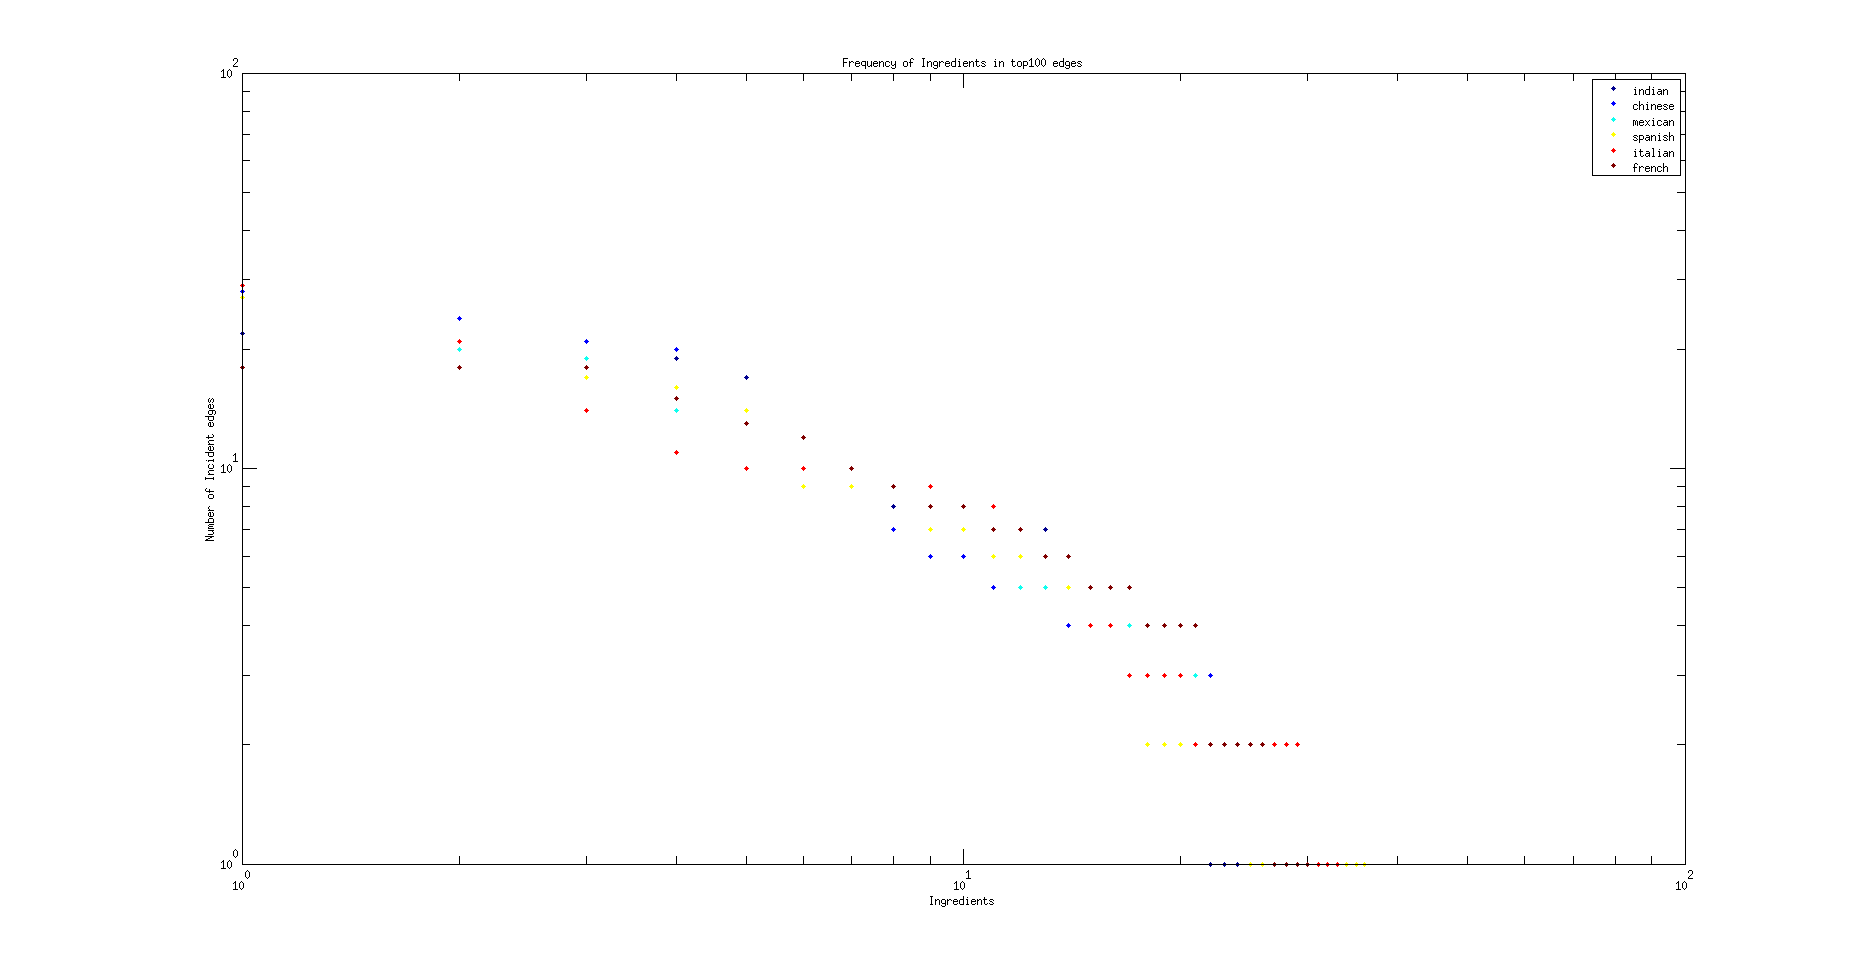 Frequency of Ingredients in top100 edges
10^2
indian
chinese
mexican
spanish
italian
french
Number of Incident edges
10^1
10^0
10^0
10^1
10^2
Ingredients